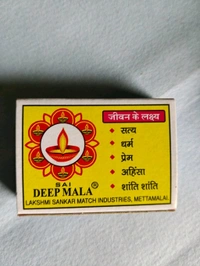 जीवन के लक्ष्य
सत्य
धर्म
प्रेम
अहिंसा
शांति शांति
SAI
DEEP MALA®
LAKSHMI SANKAR MATCH INDUSTRIES, METTAMALAI